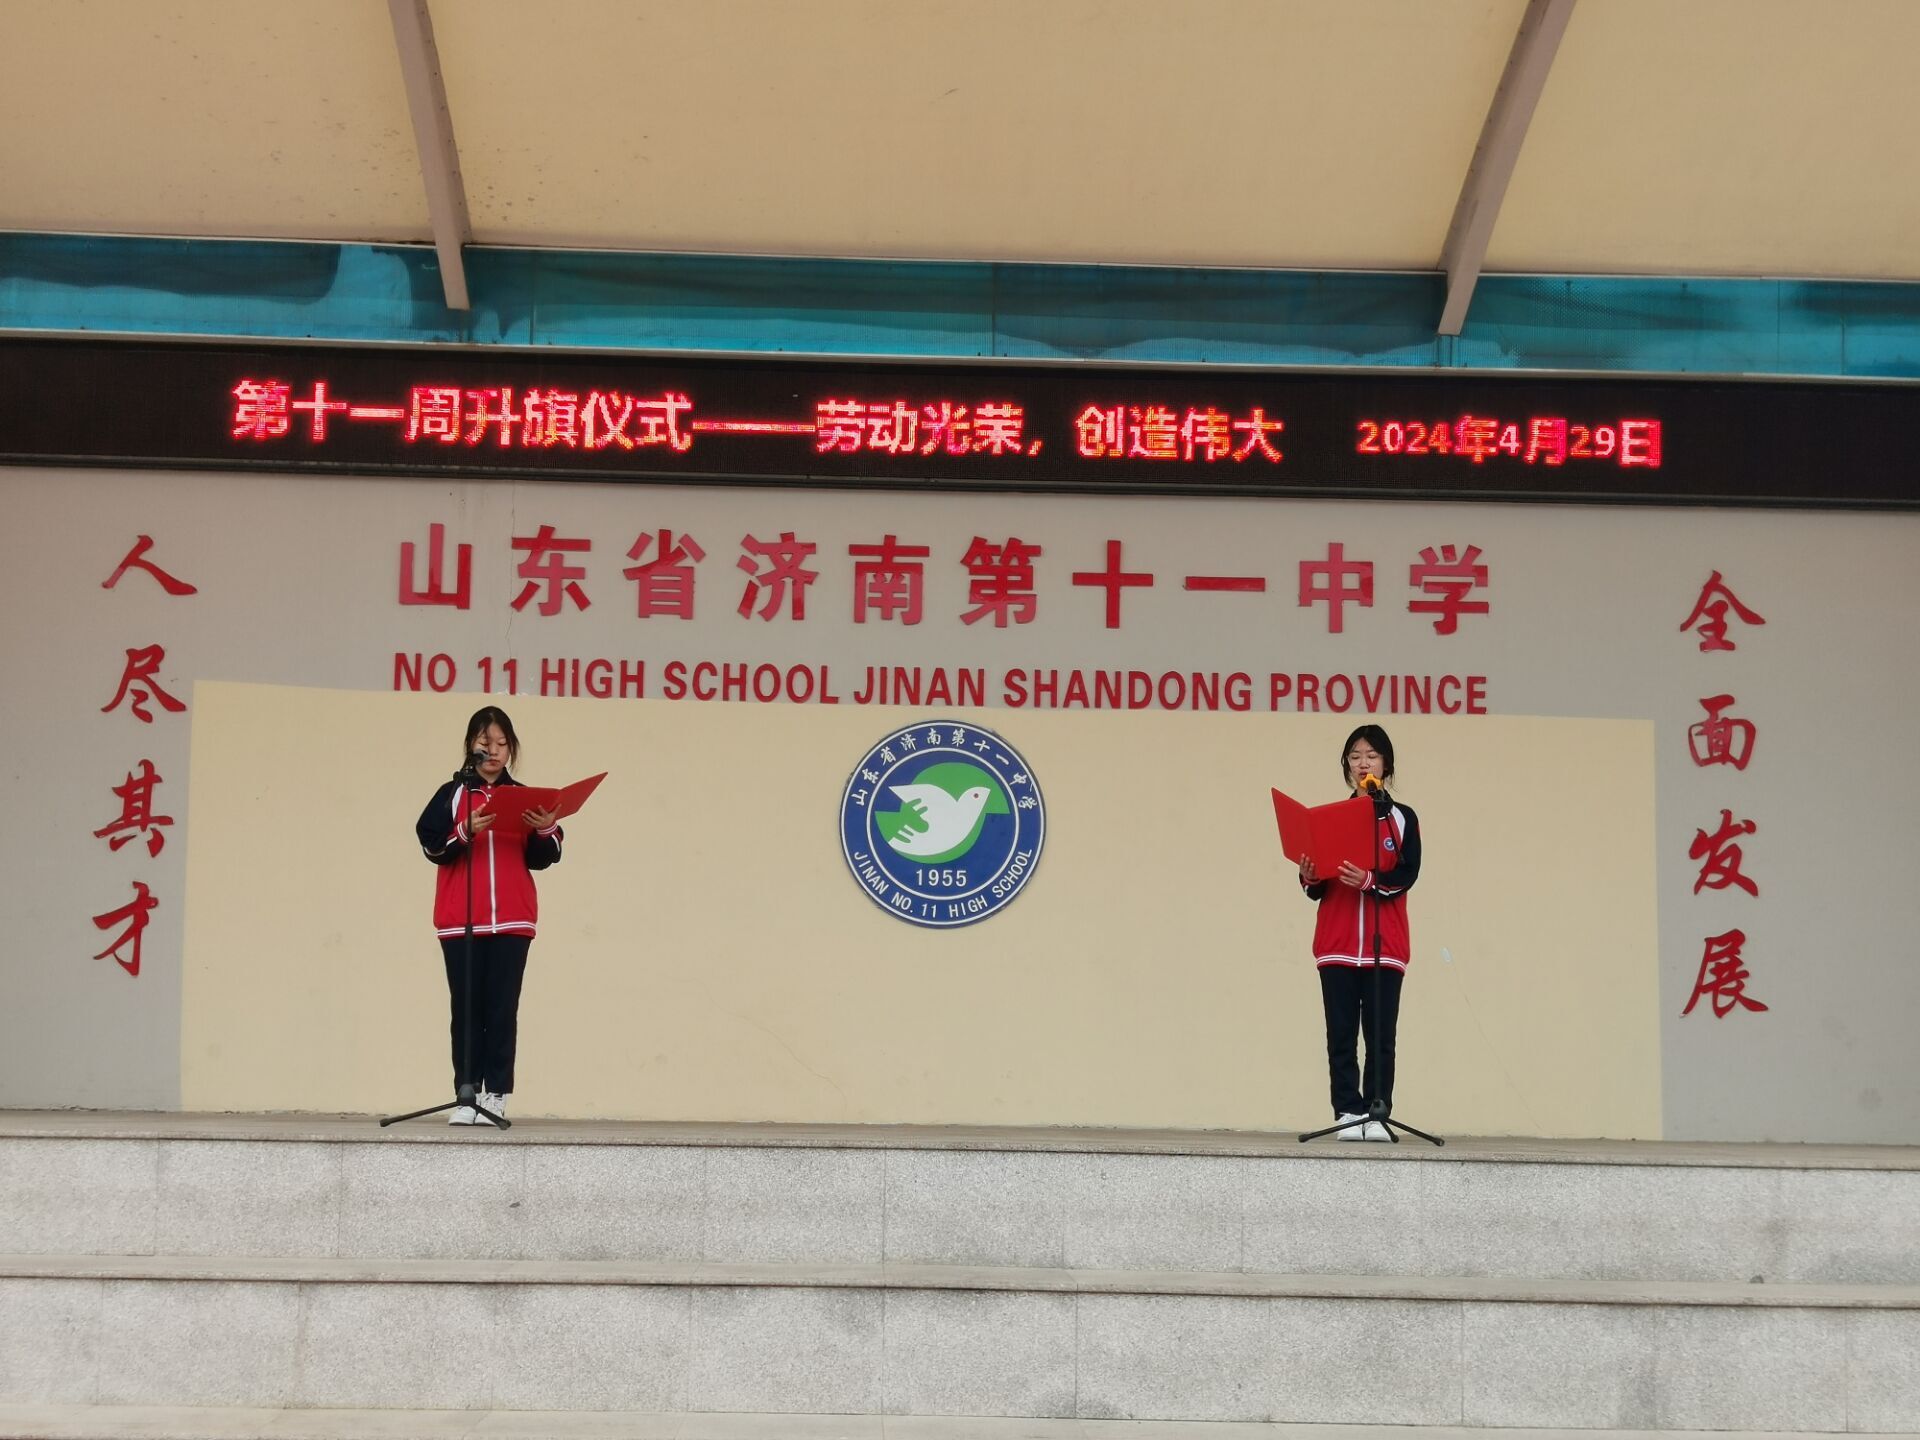 第十一周升旗仪式——劳动光荣，创造伟大 2024年4月29日
山东省济南第十一中学
NO 11 HIGH SCHOOL JINAN SHANDONG PROVINCE
人尽其才
全面发展
山东省济南第十一中学
1955
JINAN NO.11 HIGH SCHOOL